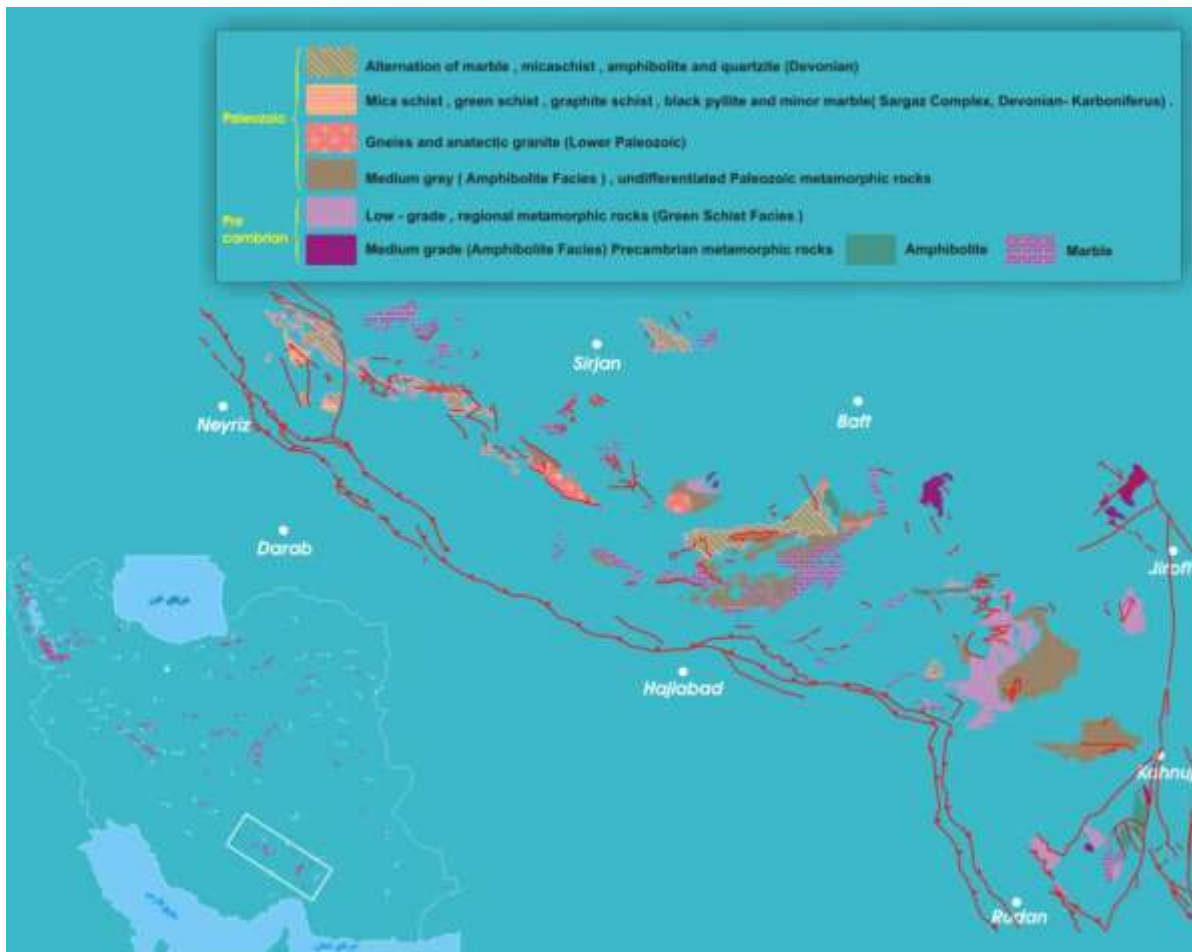 Paleozoic
Alternation of marble , micaschist , amphibolite and quartzite (Devonian)
Mica schist , green schist , graphite schist , black pyllite and minor marble( Sargaz Complex, Devonian- Karboniferus) .
Gneies and anatectic granite (Lower Paleozoic)
Medium grey ( Amphibolite Facies ) , undifferentiated Paleozoic metamorphic rocks
Pre
cambrian
Low - grade , regional metamorphic rocks (Green Schist Facies )
Medium grade (Amphibolite Facies) Precambrian metamorphic rocks
Amphibolite
Marble
Sirjan
Neyriz
Baft
Darab
Jiroft
Hajiabad
Kahnuj
Rudan